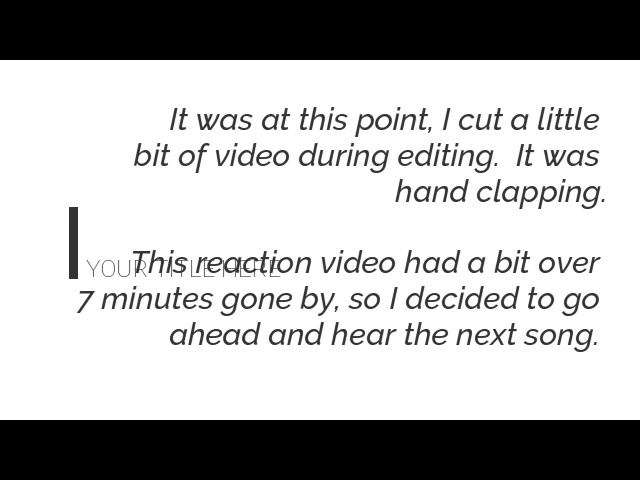 It was at this point, I cut a little
bit of video during editing.  It was
hand clapping.
This reaction video had a bit over
YOUR TITLE HERE
7 minutes gone by, so I decided to go
ahead and hear the next song.